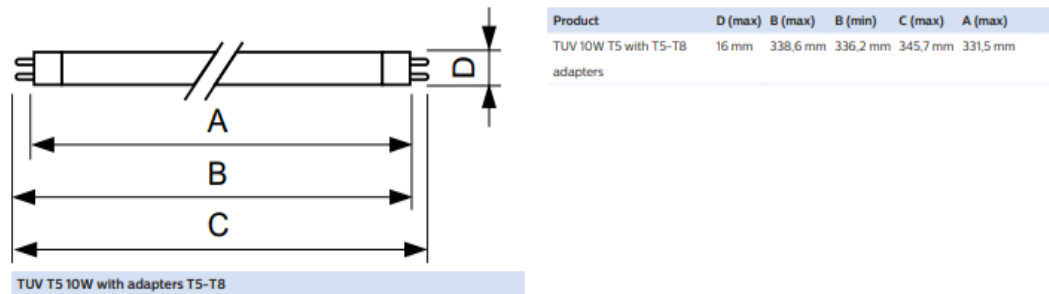 D
A
B
C
TUV T5 10W with adapters T5-T8
Product D (max) B (max) B (min) C (max) A (max)
TUV 10W T5 with T5-T8 16 mm 338,6 mm 336,2 mm 345,7 mm 331,5 mm
adapters